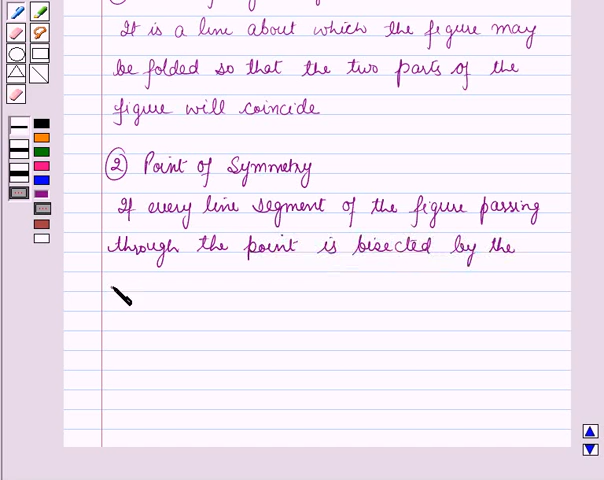 It is a line about which the figure may
be folded so that the two parts of the
figure will coincide
② Point of Symmetry
If every line segment of the figure passing
through the point is bisected by the